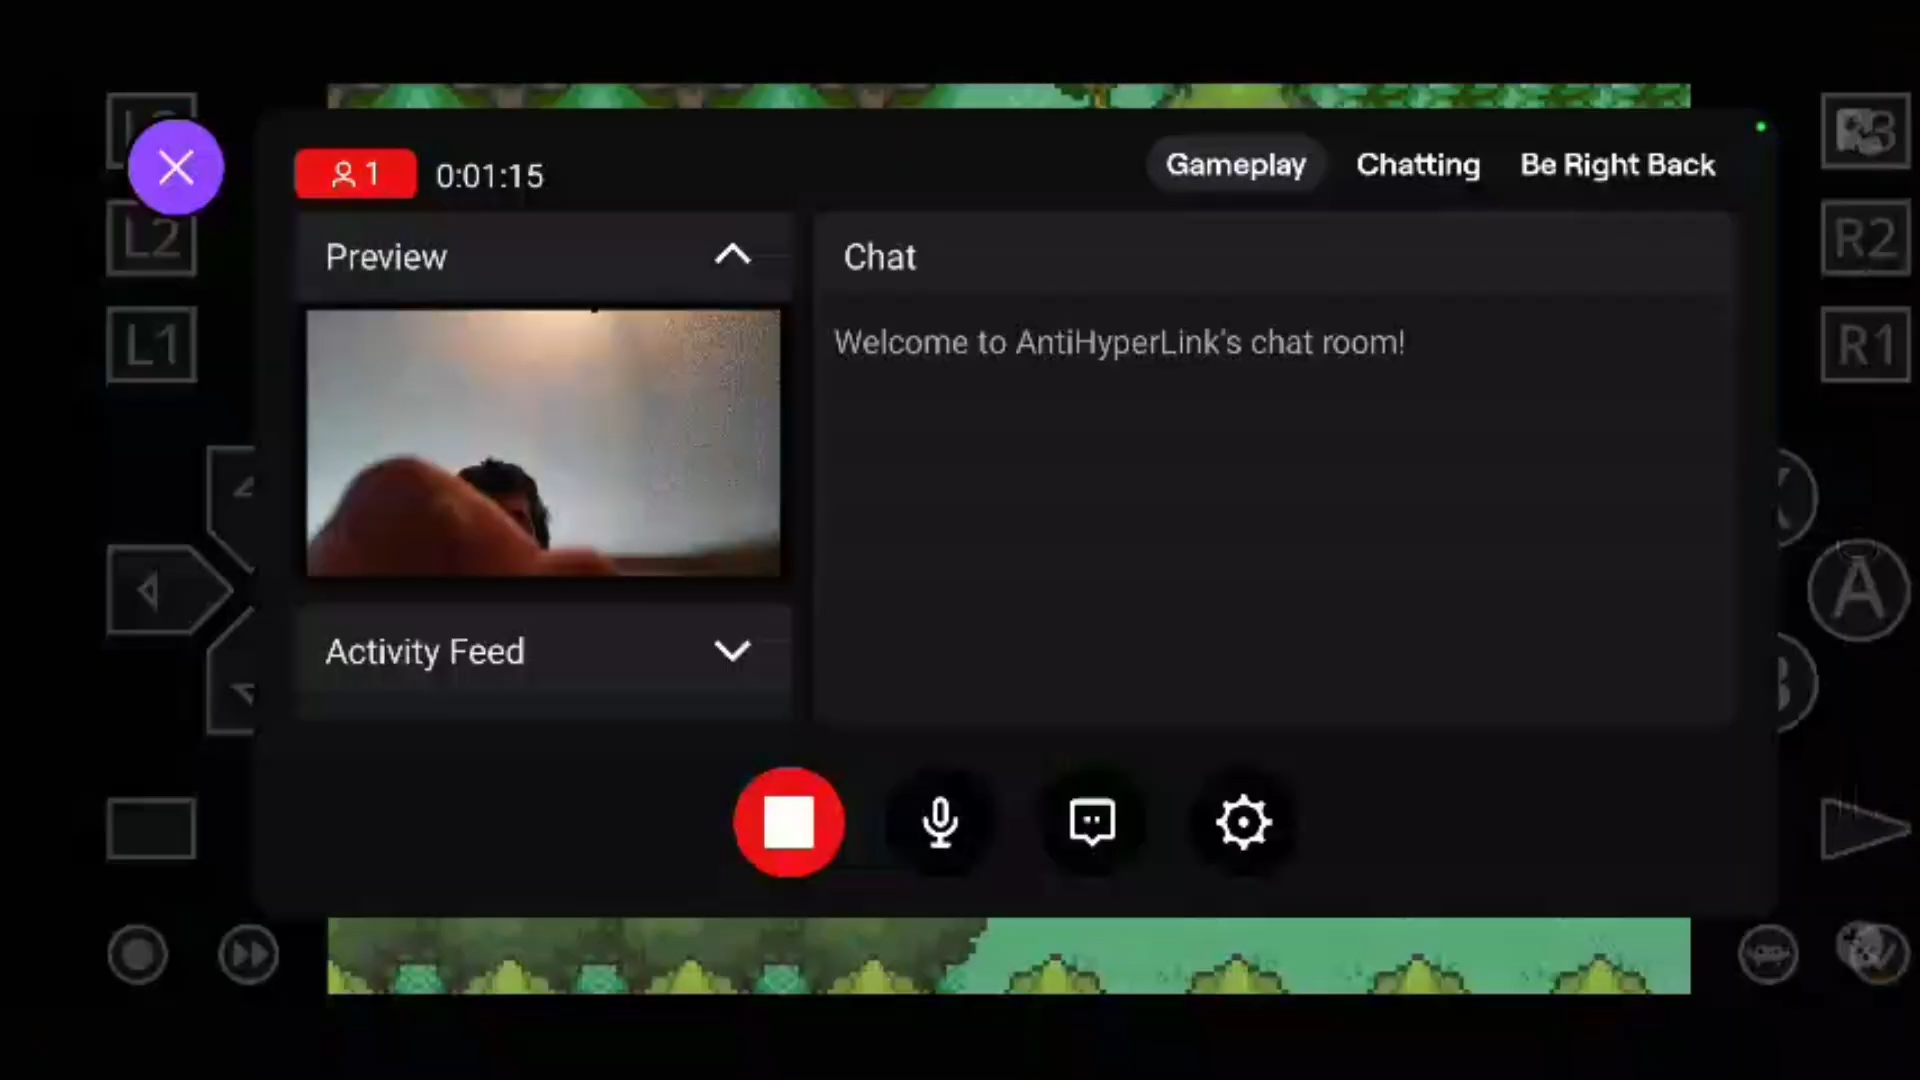 1
0:01:15
Gameplay
Chatting
Be Right Back
L2
R2
L1
R1
Preview
Chat
Welcome to AntiHyperLink's chat room!
A
Activity Feed